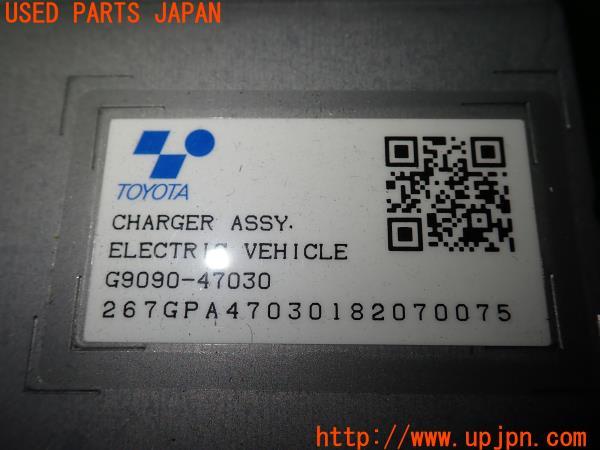 USED PARTS JAPAN
TOYOTA
CHARGER ASSY.
ELECTRIC VEHICLE
G9090-47030
267GPA47030182070075
http://www.upjpn.com